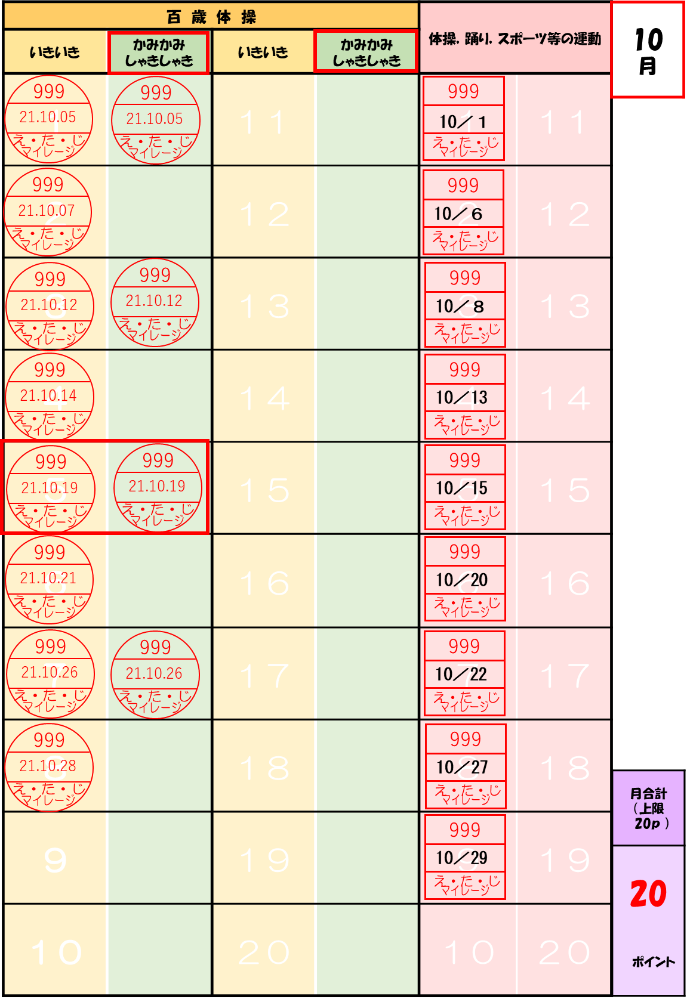 百歳体操
いきいき
かみかみ
しゃきしゃき
いきいき
かみかみ
しゃきしゃき
体操，踊り，スポーツ等の運動
10
月
999
21.10.05
え・た・じ
マイレージ
999
21.10.05
え・た・じ
マイレージ
11
999
10／1
え・た・じ
マイレージ
11
999
21.10.07
え・た・じ
マイレージ
12
999
10／6
え・た・じ
マイレージ
12
999
21.10.12
え・た・じ
マイレージ
999
21.10.12
え・た・じ
マイレージ
13
999
10／8
え・た・じ
マイレージ
13
999
21.10.14
え・た・じ
マイレージ
14
999
10／13
え・た・じ
マイレージ
14
999
21.10.19
え・た・じ
マイレージ
999
21.10.19
え・た・じ
マイレージ
15
999
10／15
え・た・じ
マイレージ
15
999
21.10.21
え・た・じ
マイレージ
16
999
10／20
え・た・じ
マイレージ
16
999
21.10.26
え・た・じ
マイレージ
999
21.10.26
え・た・じ
マイレージ
17
999
10／22
え・た・じ
マイレージ
17
999
21.10.28
え・た・じ
マイレージ
18
999
10／27
え・た・じ
マイレージ
18
9
19
999
10／29
え・た・じ
マイレージ
19
10
20
10
20
月合計
（上限
20p）
20
ポイント